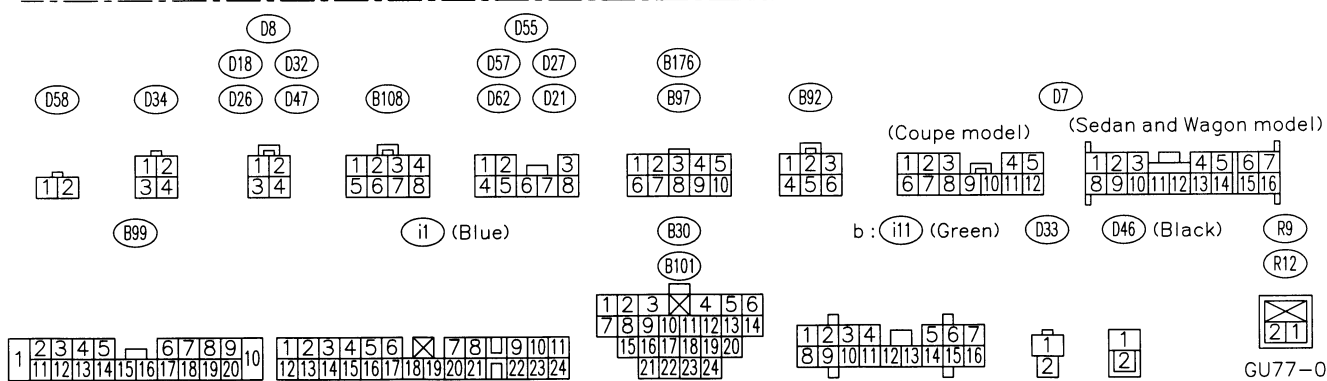 D8 D55
D18 D32 D57 D27 B176
D58 D34 D26 D47 B108 D62 D21 B97 B92 D7
(Coupe model) (Sedan and Wagon model)
1 2 1 2 1 2 3 4 1 2 3 1 2 3 4 5 1 2 3 1 2 3 4 5 1 2 3 4 5 6 7
1 2 3 4 3 4 5 6 7 8 4 5 6 7 8 6 7 8 9 10 4 5 6 6 7 8 9 10 11 12 8 9 10 11 12 13 14 15 16
B99 i1 (Blue) B30 b : i11 (Green) D33 D46 (Black) R9
B101 R12
1 2 3 4 5 6
7 8 9 10 11 12 13 14
1 2 3 4 5 6 7 8 9 10 1 2 3 4 5 6 7 8 9 10 11 15 16 17 18 19 20 1 2 3 4 5 6 7 1 1 2 1
11 12 13 14 15 16 17 18 19 20 12 13 14 15 16 17 18 19 20 21 22 23 24 21 22 23 24 8 9 10 11 12 13 14 15 16 2 2
GU77-0